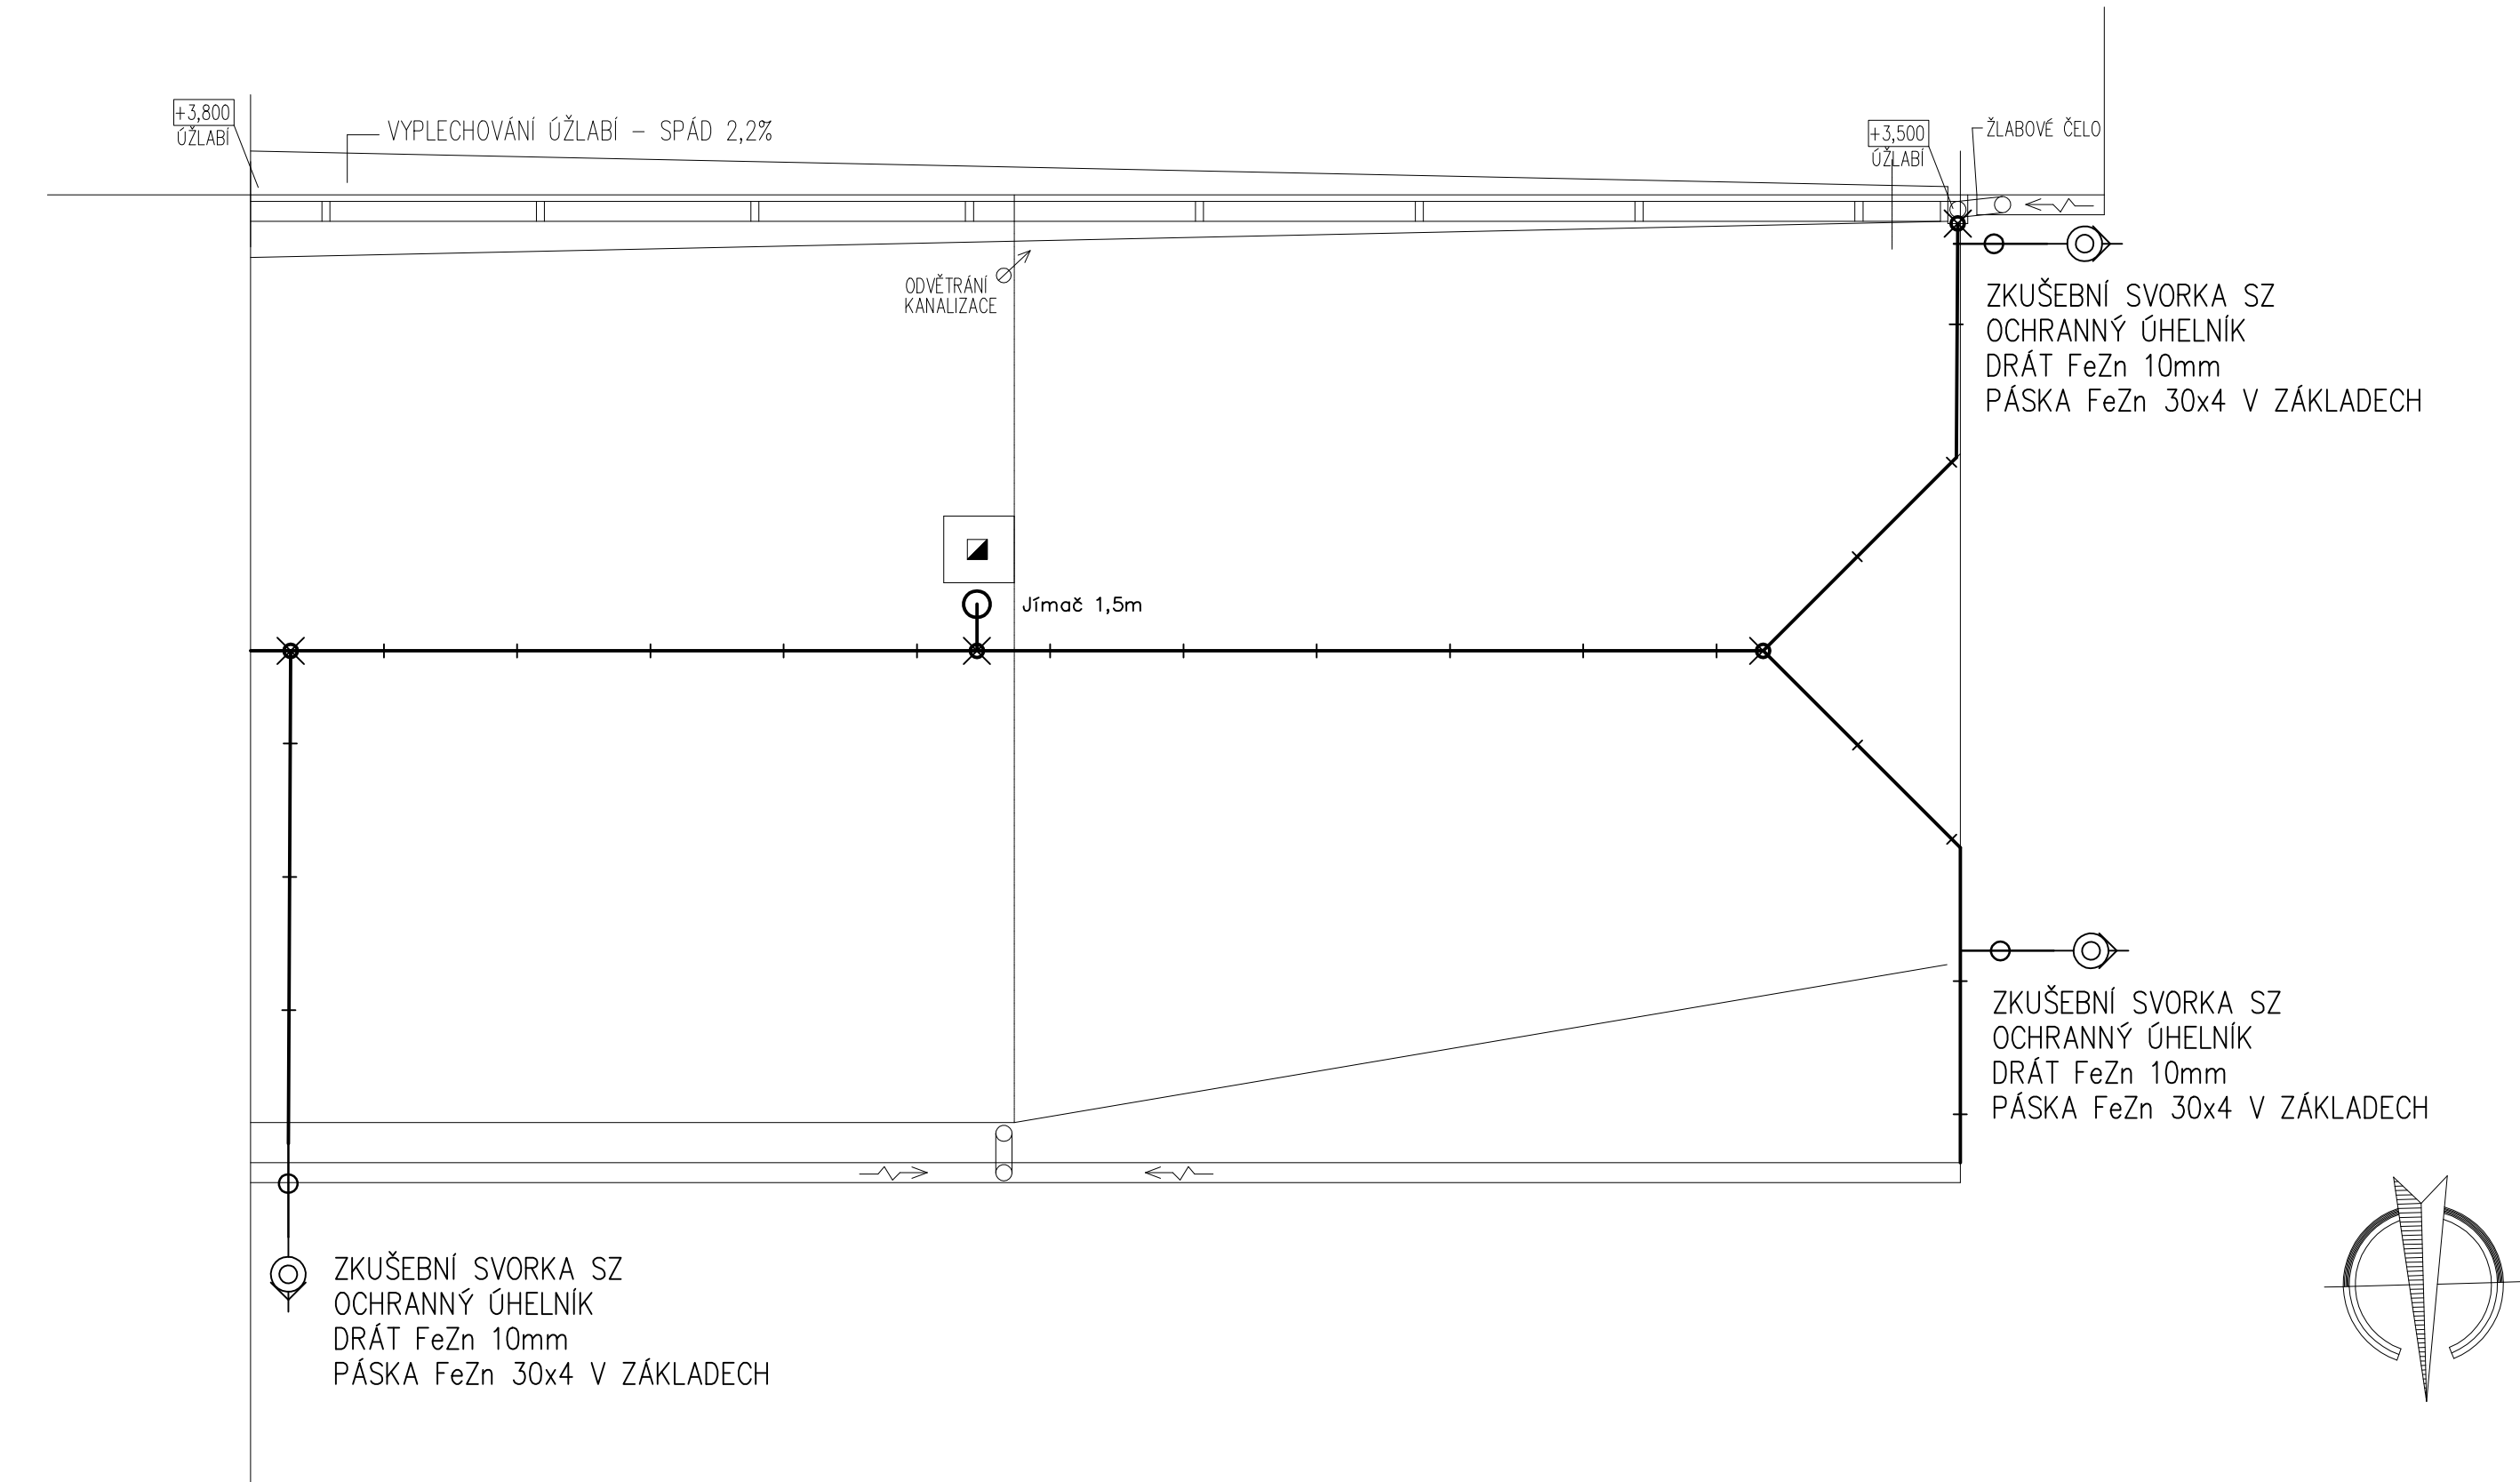 +3,800
ÚŽLABÍ
VYPLECHOVÁNÍ ÚŽLABÍ – SPÁD 2,2%
+3,500
ÚŽLABÍ
ŽLABOVÉ ČELO
ODVĚTRÁNÍ
KANALIZACE
ZKUŠEBNÍ SVORKA SZ
OCHRANNÝ ÚHELNÍK
DRÁT FeZn 10mm
PÁSKA FeZn 30x4 V ZÁKLADECH
Jímač 1,5m
ZKUŠEBNÍ SVORKA SZ
OCHRANNÝ ÚHELNÍK
DRÁT FeZn 10mm
PÁSKA FeZn 30x4 V ZÁKLADECH
ZKUŠEBNÍ SVORKA SZ
OCHRANNÝ ÚHELNÍK
DRÁT FeZn 10mm
PÁSKA FeZn 30x4 V ZÁKLADECH